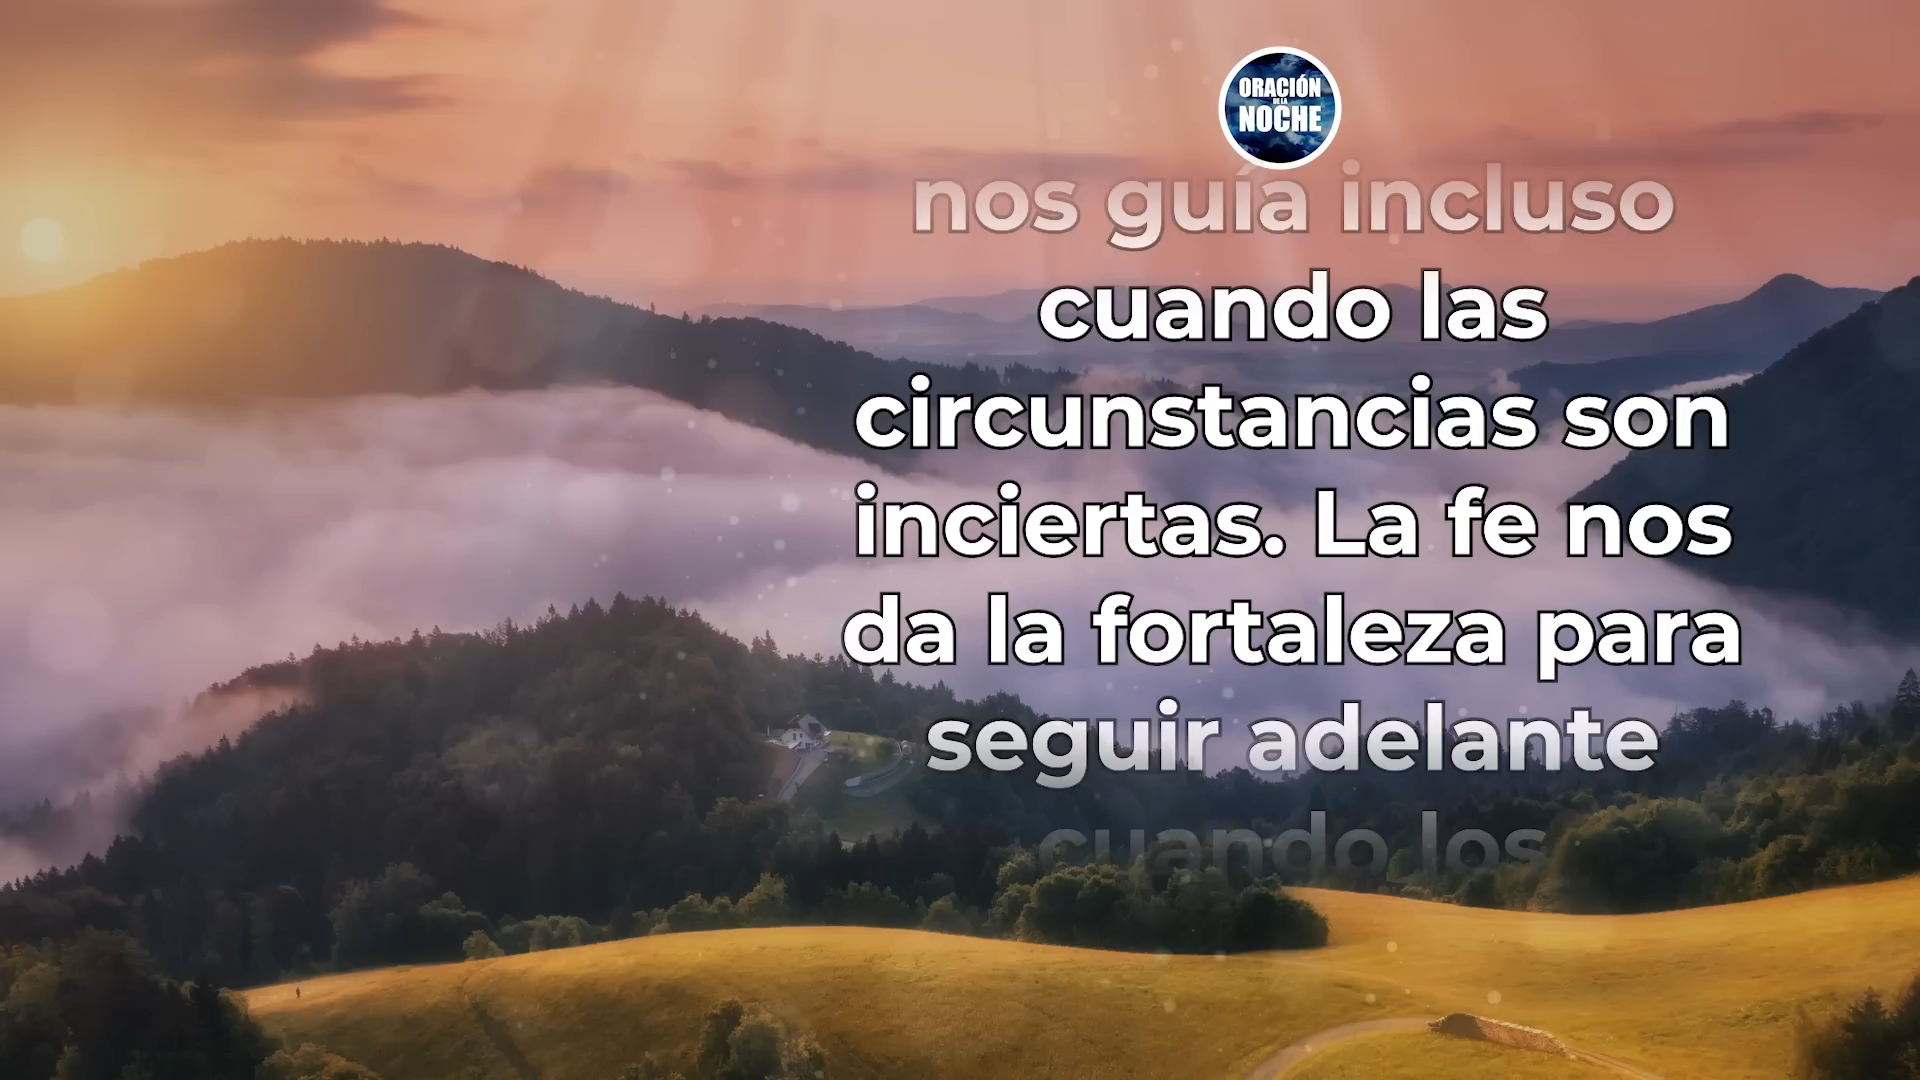 ORACIÓN
DE LA
NOCHE
nos guía incluso
cuando las
circunstancias son
inciertas. La fe nos
da la fortaleza para
seguir adelante
cuando los